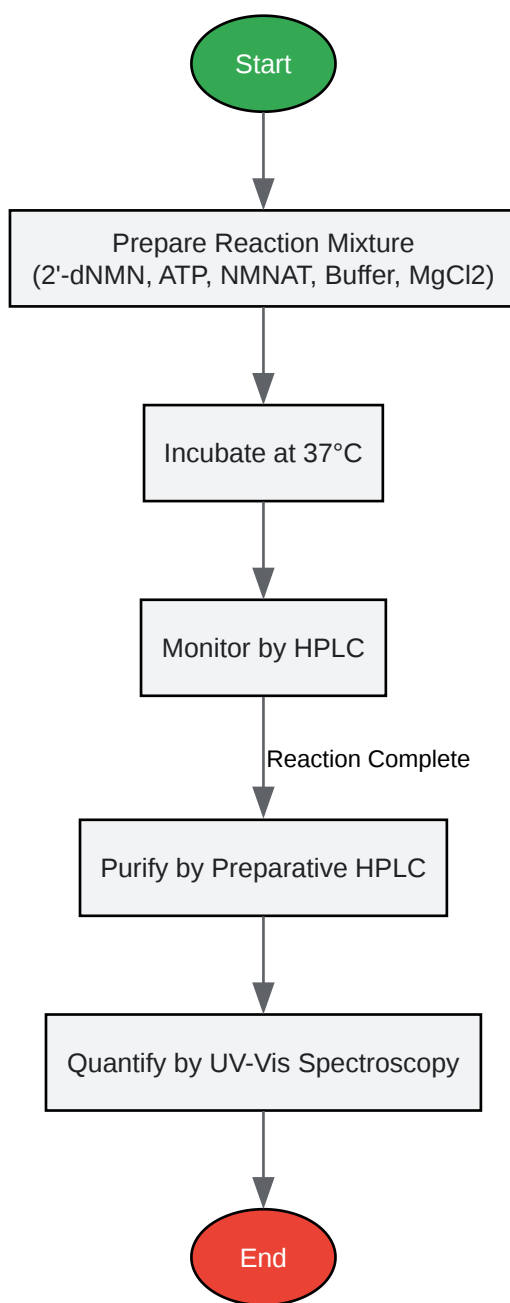 Start
Prepare Reaction Mixture
(2'-dNMN, ATP, NMNAT, Buffer, MgCl2)
Incubate at 37°C
Monitor by HPLC
Reaction Complete
Purify by Preparative HPLC
Quantify by UV-Vis Spectroscopy
End